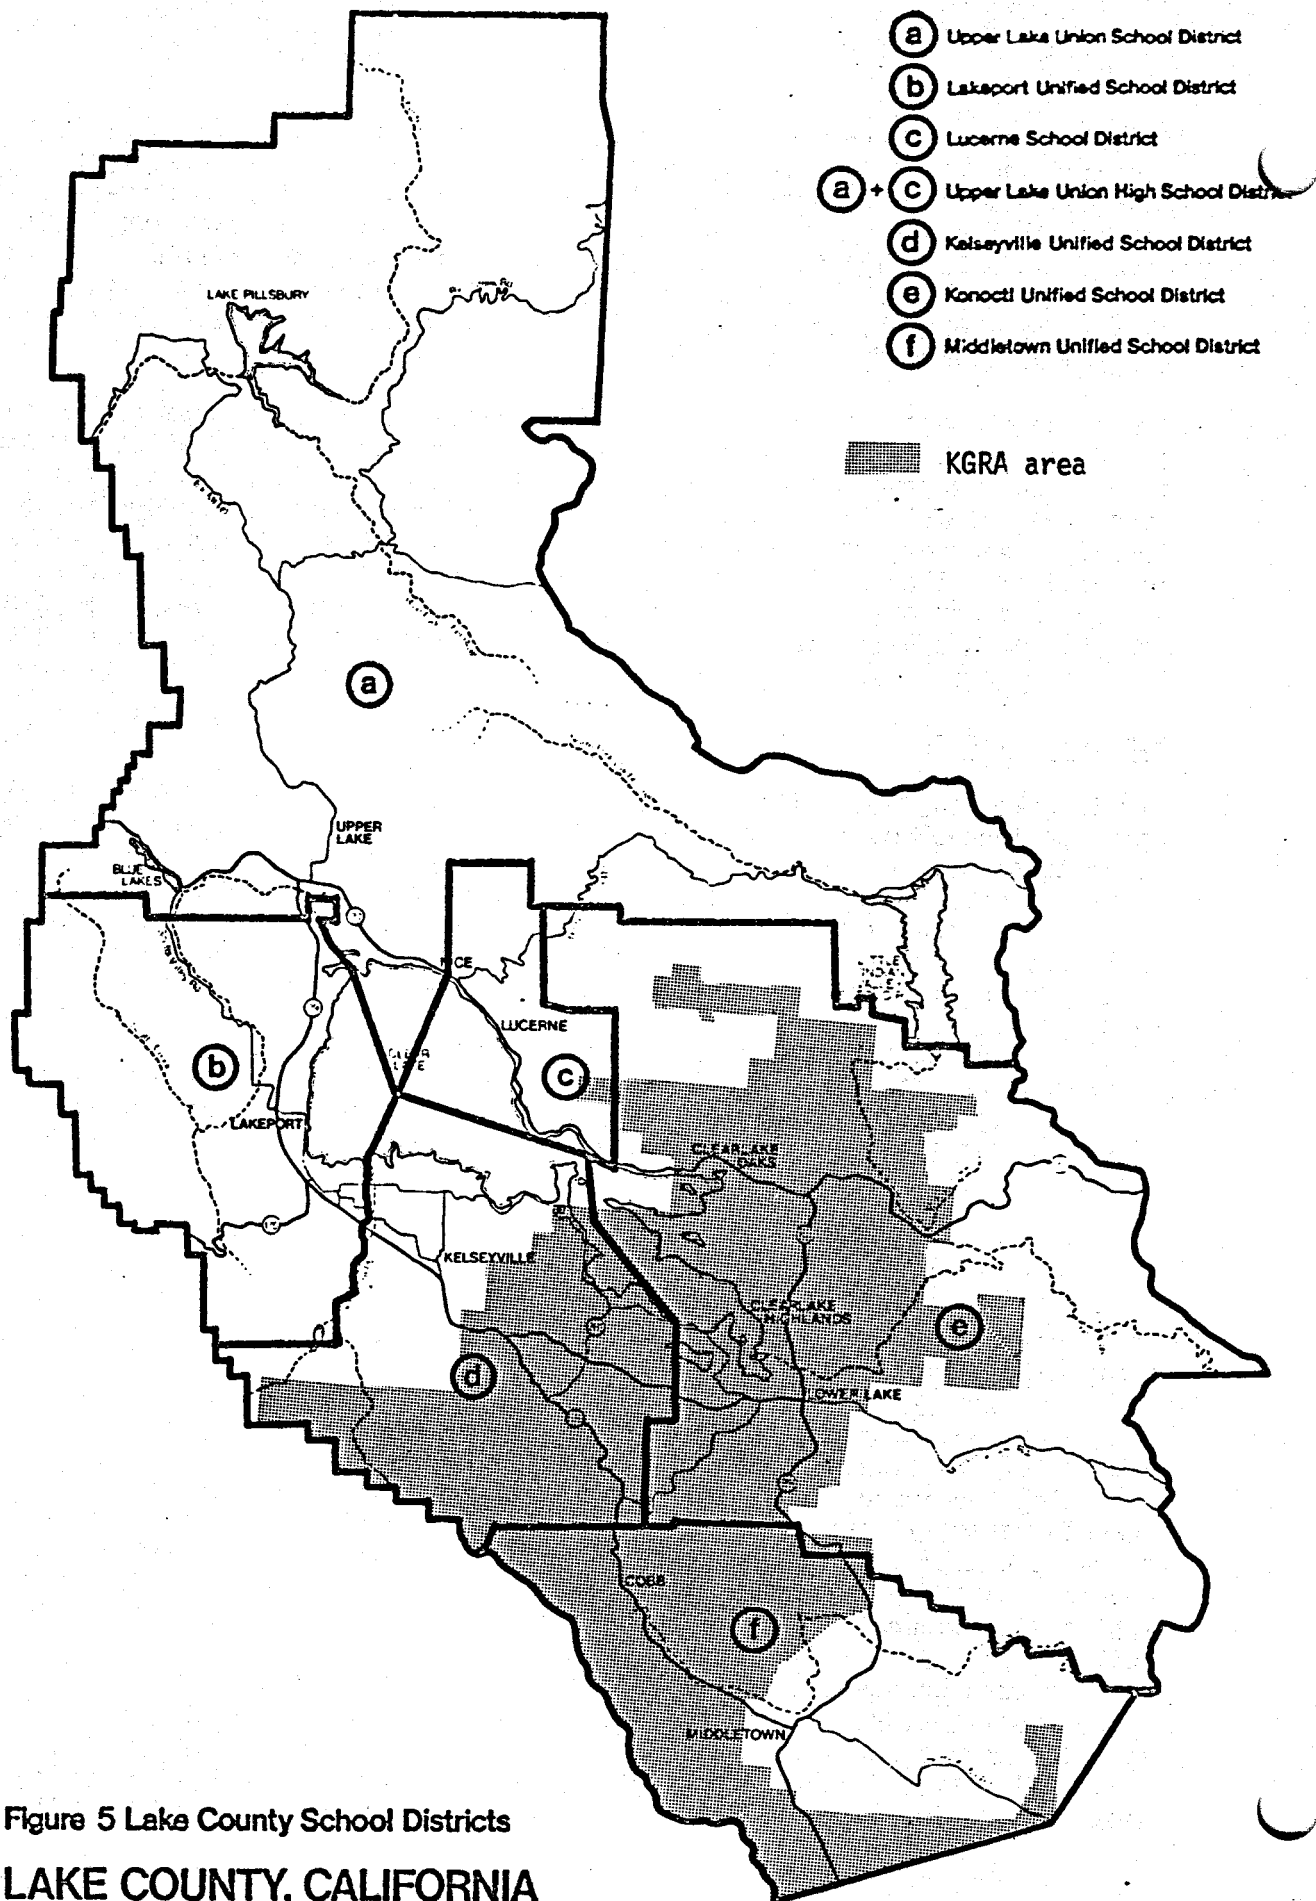 a Upper Lake Union School District
b Lakeport Unified School District
c Lucerne School District
a + c Upper Lake Union High School
d Kelseyville Unified School District
e Konocti Unified School District
f Middletown Unified School District
KGRA area
LAKE PILLSBURY
a
UPPER
LAKE
BLUE
LAKES
NICE
LUCERNE
b
c
LAKEPORT
CLEARLAKE
OAKS
KELSEYVILLE
CLEARLAKE
HIGHLANDS
e
d
LOWER LAKE
COBB
f
MIDDLETOWN
Figure 5 Lake County School Districts
LAKE COUNTY, CALIFORNIA